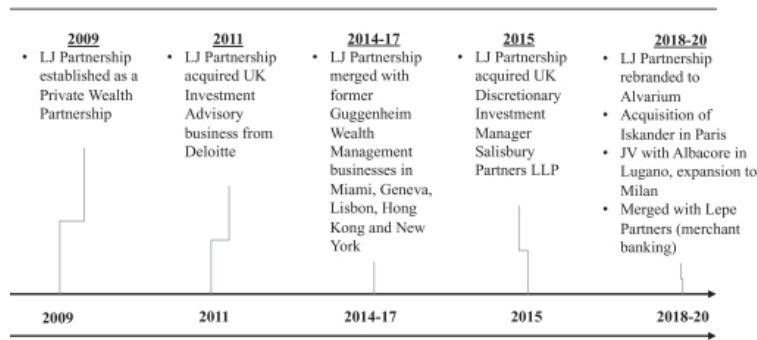 2009
• LJ Partnership
established as a
Private Wealth
Partnership
2011
• LJ Partnership
acquired UK
Investment
Advisory
business from
Deloitte
2014-17
• LJ Partnership
merged with
former
Guggenheim
Wealth
Management
businesses in
Miami, Geneva,
Lisbon, Hong
Kong and New
York
2015
• LJ Partnership
acquired UK
Discretionary
Investment
Manager
Salisbury
Partners LLP
2018-20
• LJ Partnership
rebranded to
Alvarium
• Acquisition of
Iskander in Paris
• JV with Albacore in
Lugano, expansion to
Milan
• Merged with Lepe
Partners (merchant
banking)
2009
2011
2014-17
2015
2018-20